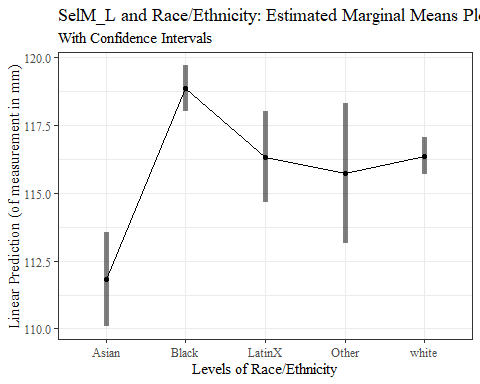 SelM_L and Race/Ethnicity: Estimated Marginal Means Pl
With Confidence Intervals
Linear Prediction (of measurement in mm)
120.0
117.5
115.0
112.5
110.0
Asian
Black
LatinX
Other
white
Levels of Race/Ethnicity